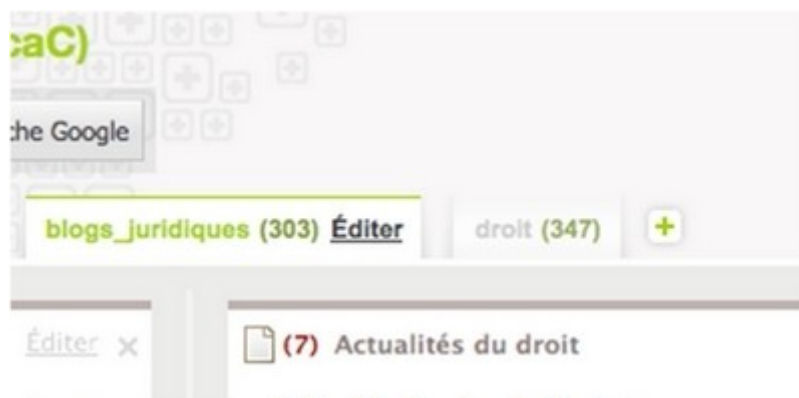 caC)
che Google
blogs_juridiques (303) Éditer droit (347) +
Éditer x (7) Actualités du droit